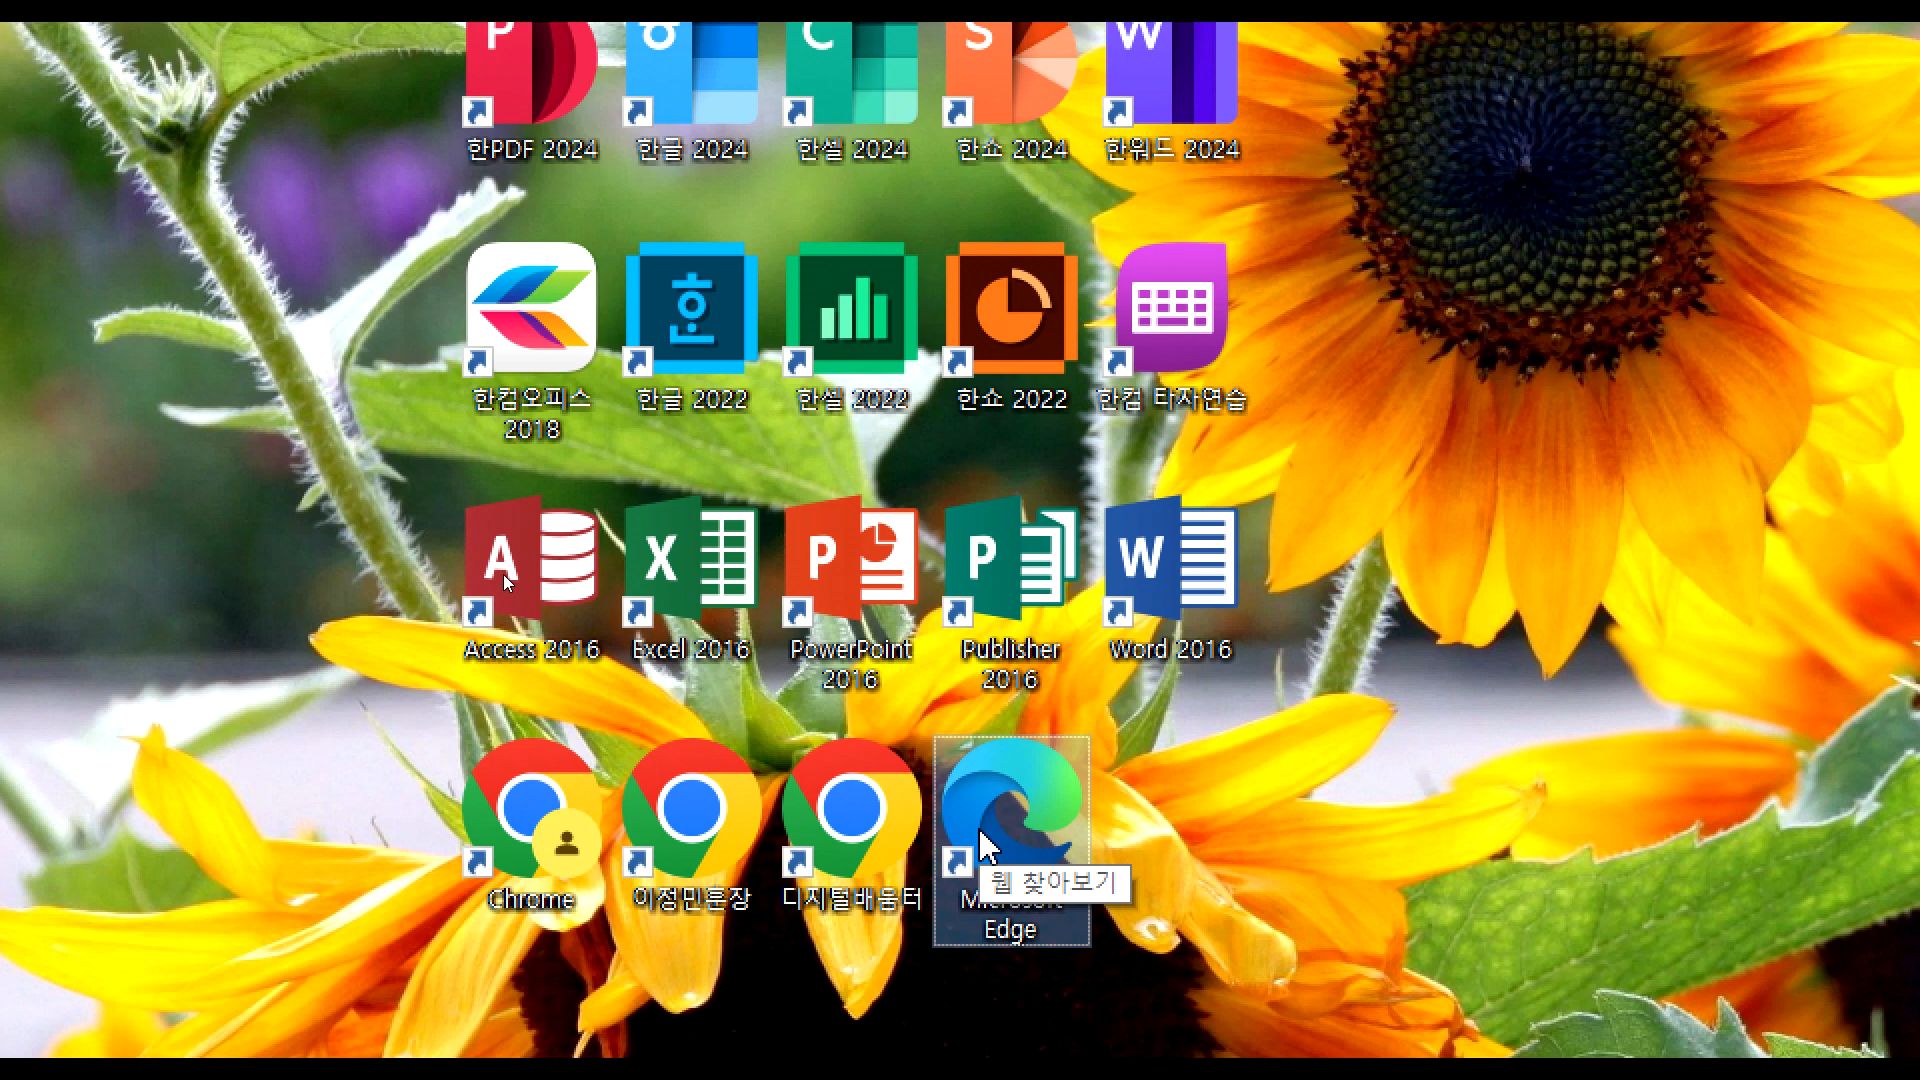 P
C
S
W
한PDF 2024
한글 2024
한셀 2024
한쇼 2024
한워드 2024
한
한컴오피스
2018
한글 2022
한셀 2022
한쇼 2022
한컴 타자연습
A
X
P
P
W
Access 2016
Excel 2016
PowerPoint
2016
Publisher
2016
Word 2016
Chrome
이정민훈장
디지털배움터
웹 찾아보기
Microsoft
Edge